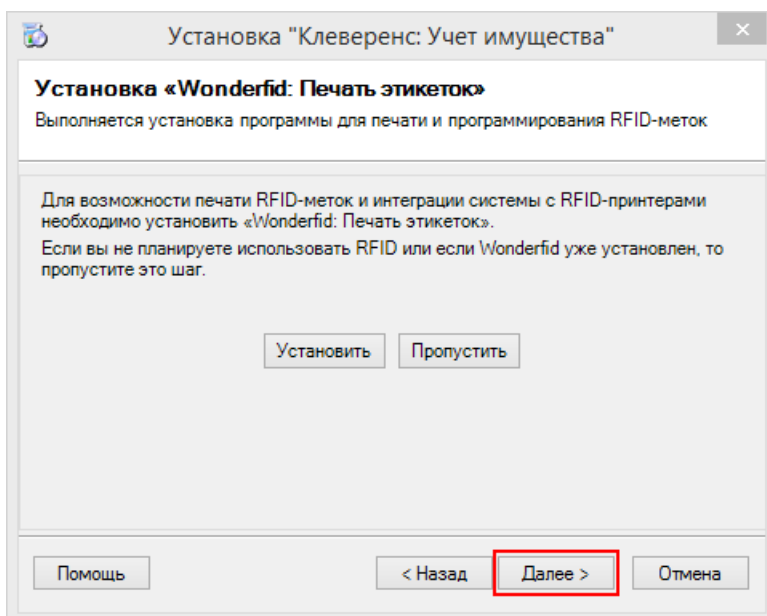 Установка "Клеверенс: Учет имущества"
Установка «Wonderfid: Печать этикеток»
Выполняется установка программы для печати и программирования RFID-меток
Для возможности печати RFID-меток и интеграции системы с RFID-принтерами
необходимо установить «Wonderfid: Печать этикеток».
Если вы не планируете использовать RFID или если Wonderfid уже установлен, то
пропустите это шаг.
Установить Пропустить
Помощь < Назад Далее > Отмена